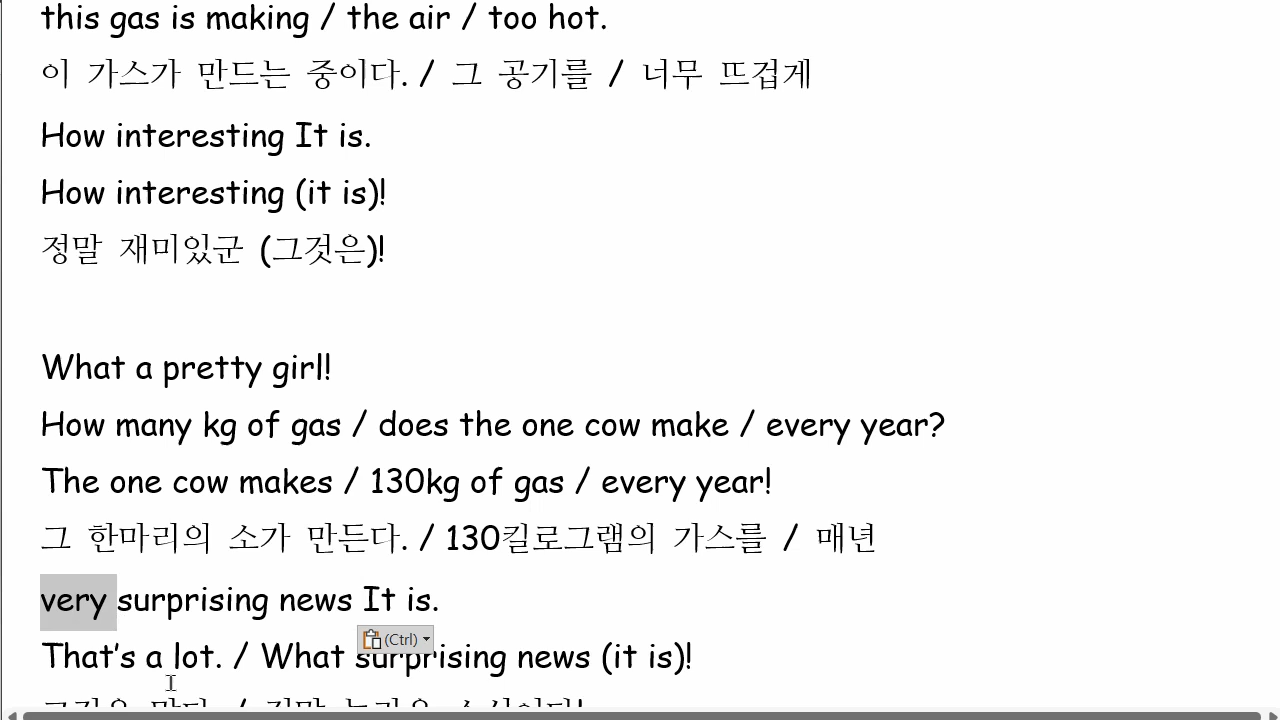 this gas is making / the air / too hot.
이 가스가 만드는 중이다. / 그 공기를 / 너무 뜨겁게
How interesting It is.
How interesting (it is)!
정말 재미있군 (그것은)!
What a pretty girl!
How many kg of gas / does the one cow make / every year?
The one cow makes / 130kg of gas / every year!
그 한마리의 소가 만든다. / 130킬로그램의 가스를 / 매년
very surprising news It is.
(Ctrl)
That's a lot. / What surprising news (it is)!